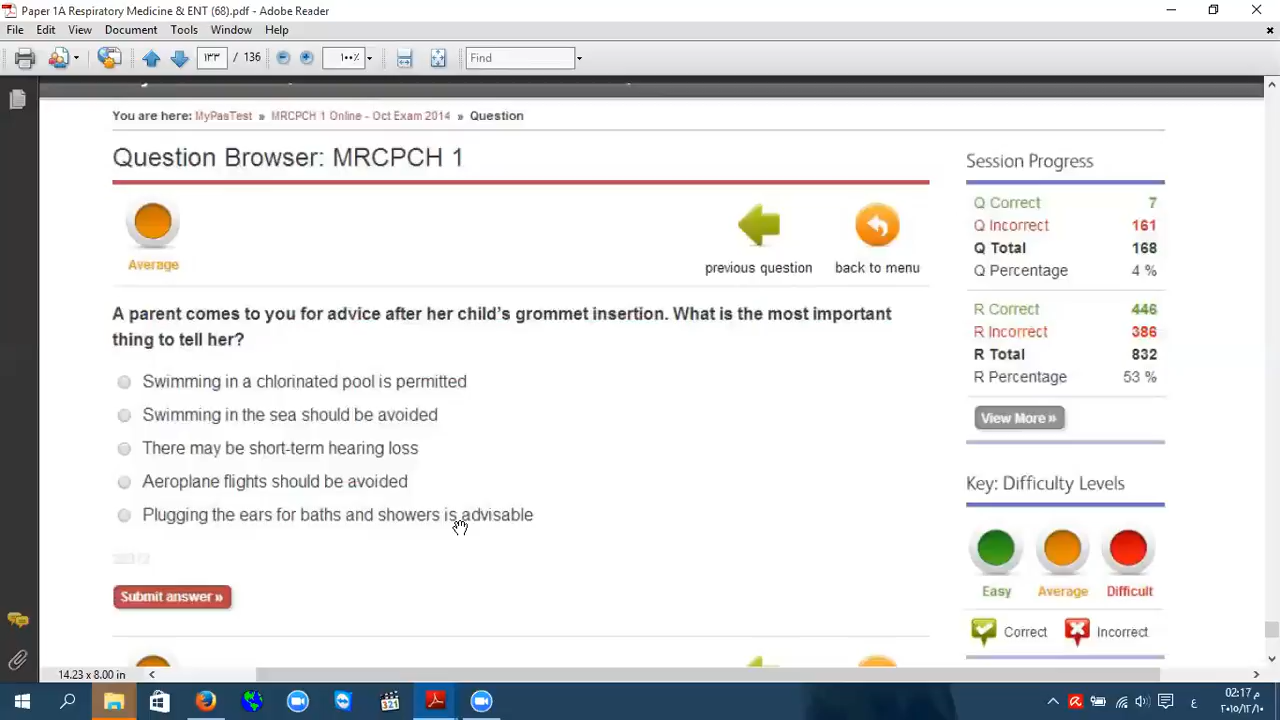 Paper 1A Respiratory Medicine & ENT (68).pdf - Adobe Reader
File Edit View Document Tools Window Help
١٣٣ / 136 ١٠٠٪ Find
You are here: MyPasTest » MRCPCH 1 Online - Oct Exam 2014 » Question
Question Browser: MRCPCH 1
Average
previous question back to menu
A parent comes to you for advice after her child's grommet insertion. What is the most important
thing to tell her?
Swimming in a chlorinated pool is permitted
Swimming in the sea should be avoided
There may be short-term hearing loss
Aeroplane flights should be avoided
Plugging the ears for baths and showers is advisable
Submit answer »
Session Progress
Q Correct 7
Q Incorrect 161
Q Total 168
Q Percentage 4 %
R Correct 446
R Incorrect 386
R Total 832
R Percentage 53 %
View More »
Key: Difficulty Levels
Easy Average Difficult
Correct Incorrect
14.23 x 8.00 in
ع
02:17 م